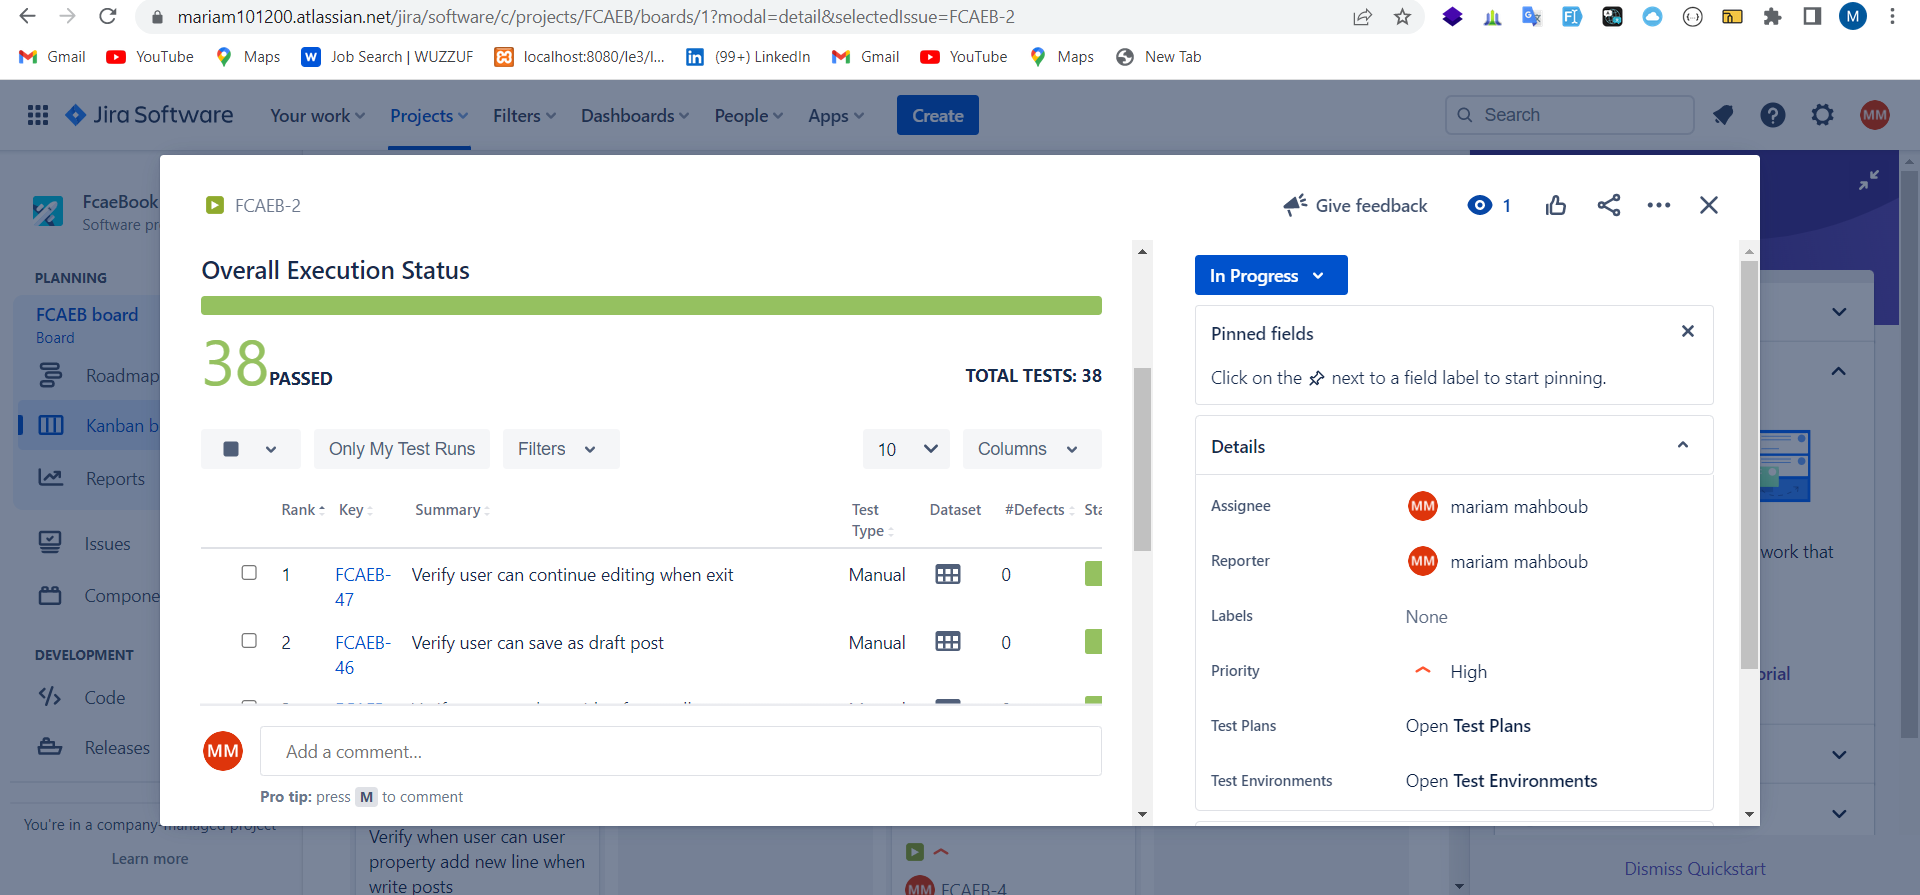 mariam101200.atlassian.net/jira/software/c/projects/FCAEB/boards/1?modal=detail&selectedIssue=FCAEB-2
M
Gmail YouTube Maps W Job Search | WUZZUF localhost:8080/le3/l... in (99+) LinkedIn Gmail YouTube Maps New Tab
Jira Software Your work Projects Filters Dashboards People Apps Create Search MM
FcaeBook
Software pr
PLANNING
FCAEB board
Board
Roadmap
Kanban b
Reports
Issues
Compone
DEVELOPMENT
Code
Releases
You're in a company-managed project
Learn more
FCAEB-2
Give feedback 1
Overall Execution Status
38 PASSED
TOTAL TESTS: 38
Only My Test Runs Filters 10 Columns
Rank Key Summary Test Type Dataset #Defects Sta
1 FCAEB-47 Verify user can continue editing when exit Manual 0
2 FCAEB-46 Verify user can save as draft post Manual 0
MM Add a comment...
Pro tip: press M to comment
In Progress
Pinned fields
Click on the next to a field label to start pinning.
Details
Assignee MM mariam mahboub
Reporter MM mariam mahboub
Labels None
Priority High
Test Plans Open Test Plans
Test Environments Open Test Environments
work that
orial
Verify when user can user
property add new line when
write posts
MM FCAEB-4
Dismiss Quickstart